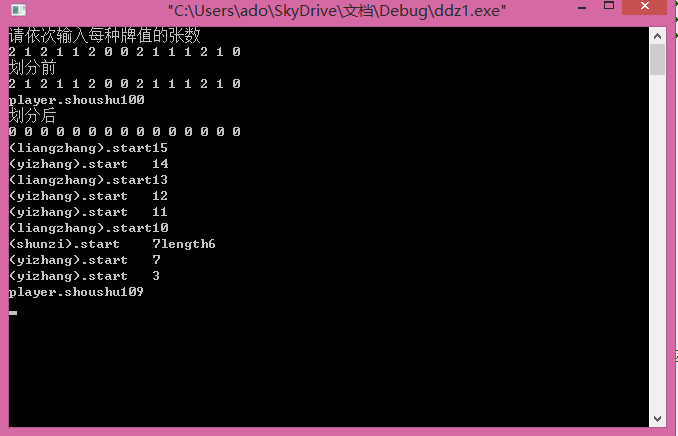 "C:\Users\ado\SkyDrive\文档\Debug\ddz1.exe"
请依次输入每种牌值的张数
2 1 2 1 1 2 0 0 2 1 1 1 2 1 0
划分前
2 1 2 1 1 2 0 0 2 1 1 1 2 1 0
player.shoushu100
划分后
0 0 0 0 0 0 0 0 0 0 0 0 0 0 0
(liangzhang).start15
(yizhang).start   14
(liangzhang).start13
(yizhang).start   12
(yizhang).start   11
(liangzhang).start10
(shunzi).start    7length6
(yizhang).start   7
(yizhang).start   3
player.shoushu109